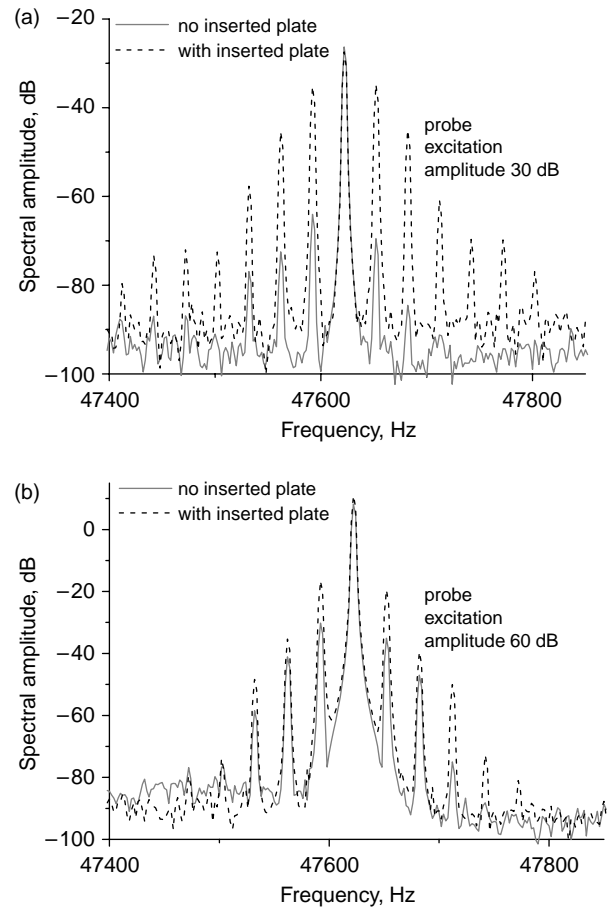 (a)
no inserted plate
with inserted plate
probe
excitation
amplitude 30 dB
Spectral amplitude, dB
−20
−40
−60
−80
−100
47400
47600
47800
Frequency, Hz
(b)
no inserted plate
with inserted plate
probe
excitation
amplitude 60 dB
Spectral amplitude, dB
0
−20
−40
−60
−80
−100
47400
47600
47800
Frequency, Hz